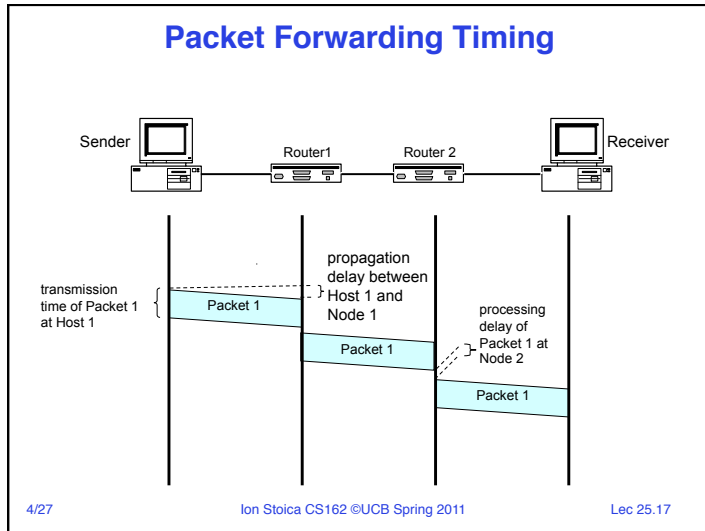 Packet Forwarding Timing
Sender
Router1
Router 2
Receiver
propagation
delay between
Host 1 and
Node 1
transmission
time of Packet 1
at Host 1
Packet 1
processing
delay of
Packet 1 at
Node 2
Packet 1
Packet 1
4/27
Ion Stoica CS162 ©UCB Spring 2011
Lec 25.17